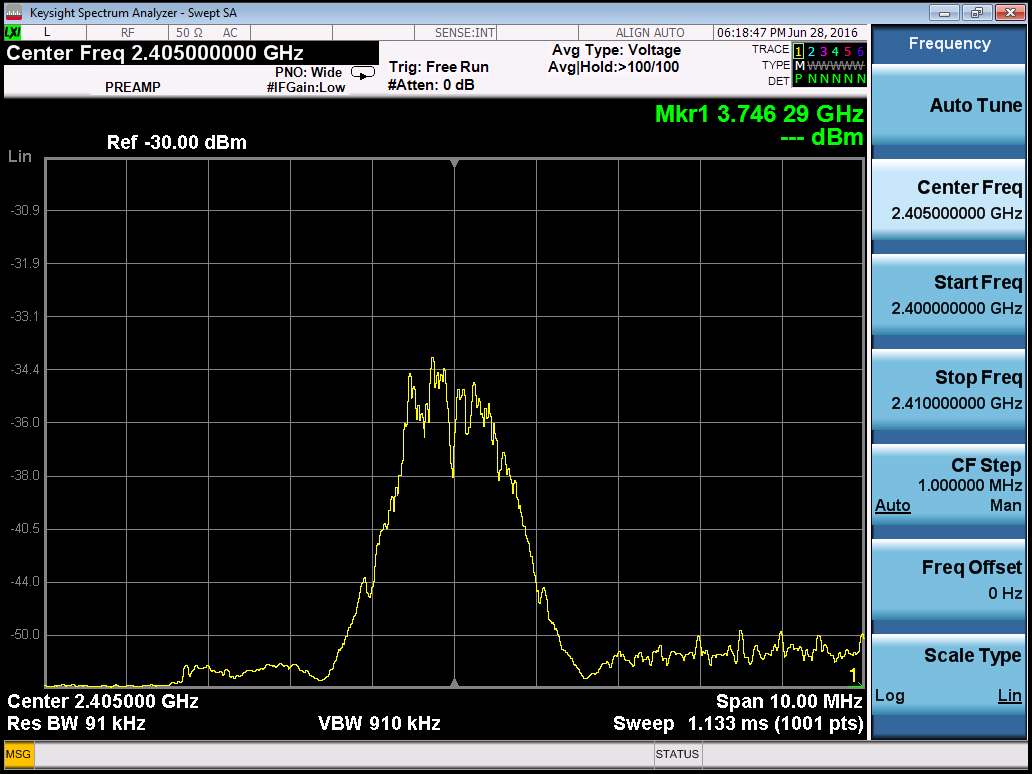 Keysight Spectrum Analyzer - Swept SA
LXI L RF 50 Ω AC SENSE:INT ALIGN AUTO 06:18:47 PM Jun 28, 2016
Center Freq 2.405000000 GHz
PREAMP
PNO: Wide
#IFGain:Low
Trig: Free Run
#Atten: 0 dB
Avg Type: Voltage
Avg|Hold:>100/100
TRACE 1 2 3 4 5 6
TYPE M W W W W W
DET P N N N N N
Mkr1 3.746 29 GHz
--- dBm
Ref -30.00 dBm
Lin
-30.9
-31.9
-33.1
-34.4
-36.0
-38.0
-40.5
-44.0
-50.0
1
Center 2.405000 GHz
Span 10.00 MHz
Res BW 91 kHz
VBW 910 kHz
Sweep 1.133 ms (1001 pts)
Frequency
Auto Tune
Center Freq
2.405000000 GHz
Start Freq
2.400000000 GHz
Stop Freq
2.410000000 GHz
CF Step
1.000000 MHz
Auto Man
Freq Offset
0 Hz
Scale Type
Log Lin
MSG
STATUS